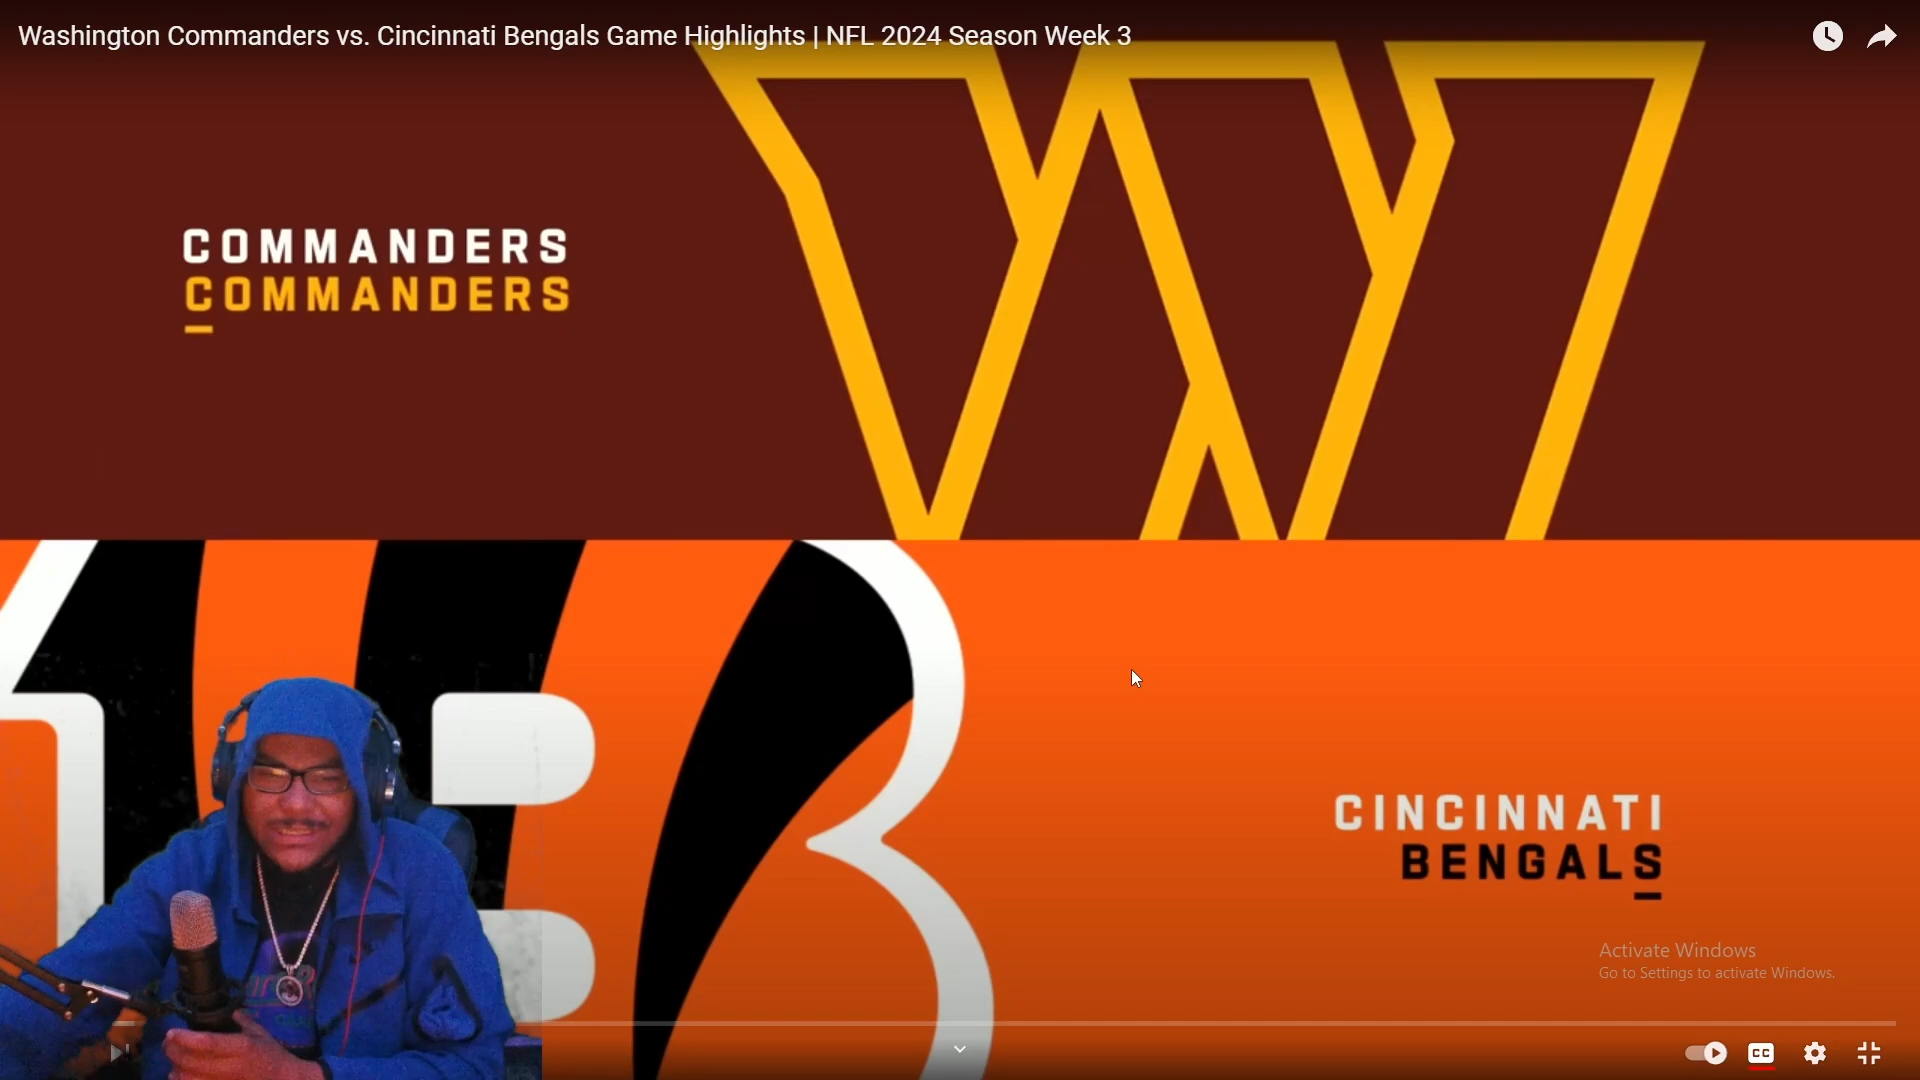 Washington Commanders vs. Cincinnati Bengals Game Highlights | NFL 2024 Season Week 3
COMMANDERS
COMMANDERS
CINCINNATI
BENGALS
Activate Windows
Go to Settings to activate Windows.
CC